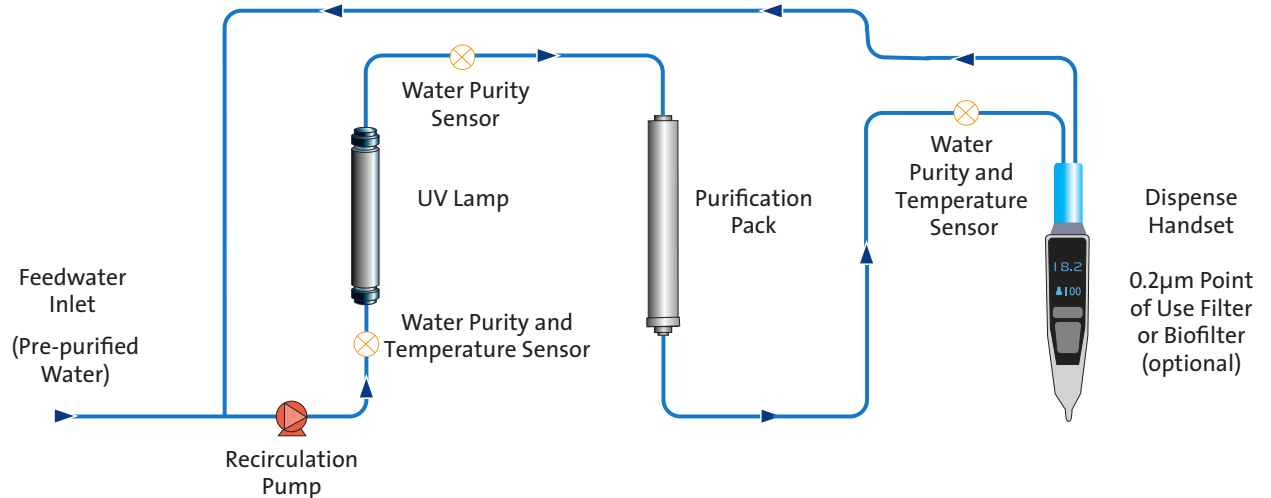 Feedwater
Inlet
(Pre-purified
Water)
Recirculation
Pump
Water Purity and
Temperature Sensor
UV Lamp
Water Purity
Sensor
Purification
Pack
Water
Purity and
Temperature
Sensor
18.2
100
Dispense
Handset
0.2µm Point
of Use Filter
or Biofilter
(optional)